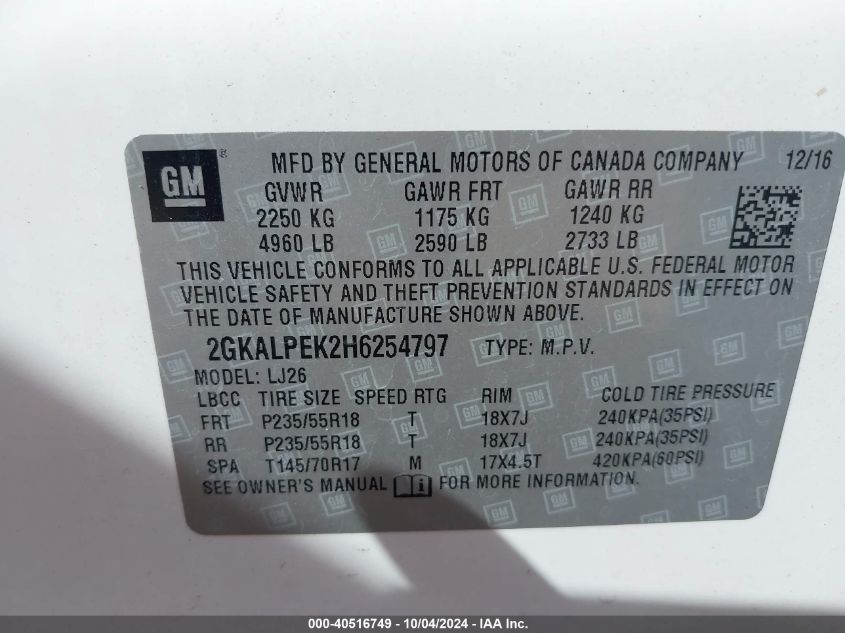 GM ® MFD BY GENERAL MOTORS OF CANADA COMPANY 12/16
GVWR GAWR FRT GAWR RR
2250 KG 1175 KG 1240 KG
4960 LB 2590 LB 2733 LB
THIS VEHICLE CONFORMS TO ALL APPLICABLE U.S. FEDERAL MOTOR
VEHICLE SAFETY AND THEFT PREVENTION STANDARDS IN EFFECT ON
THE DATE OF MANUFACTURE SHOWN ABOVE.
2GKALPEK2H6254797 TYPE: M.P.V.
MODEL: LJ26
LBCC TIRE SIZE SPEED RTG RIM COLD TIRE PRESSURE
FRT P235/55R18 T 18X7J 240KPA(35PSI)
RR P235/55R18 T 18X7J 240KPA(35PSI)
SPA T145/70R17 M 17X4.5T 420KPA(60PSI)
SEE OWNER'S MANUAL i FOR MORE INFORMATION.
000-40516749 - 10/04/2024 - IAA Inc.